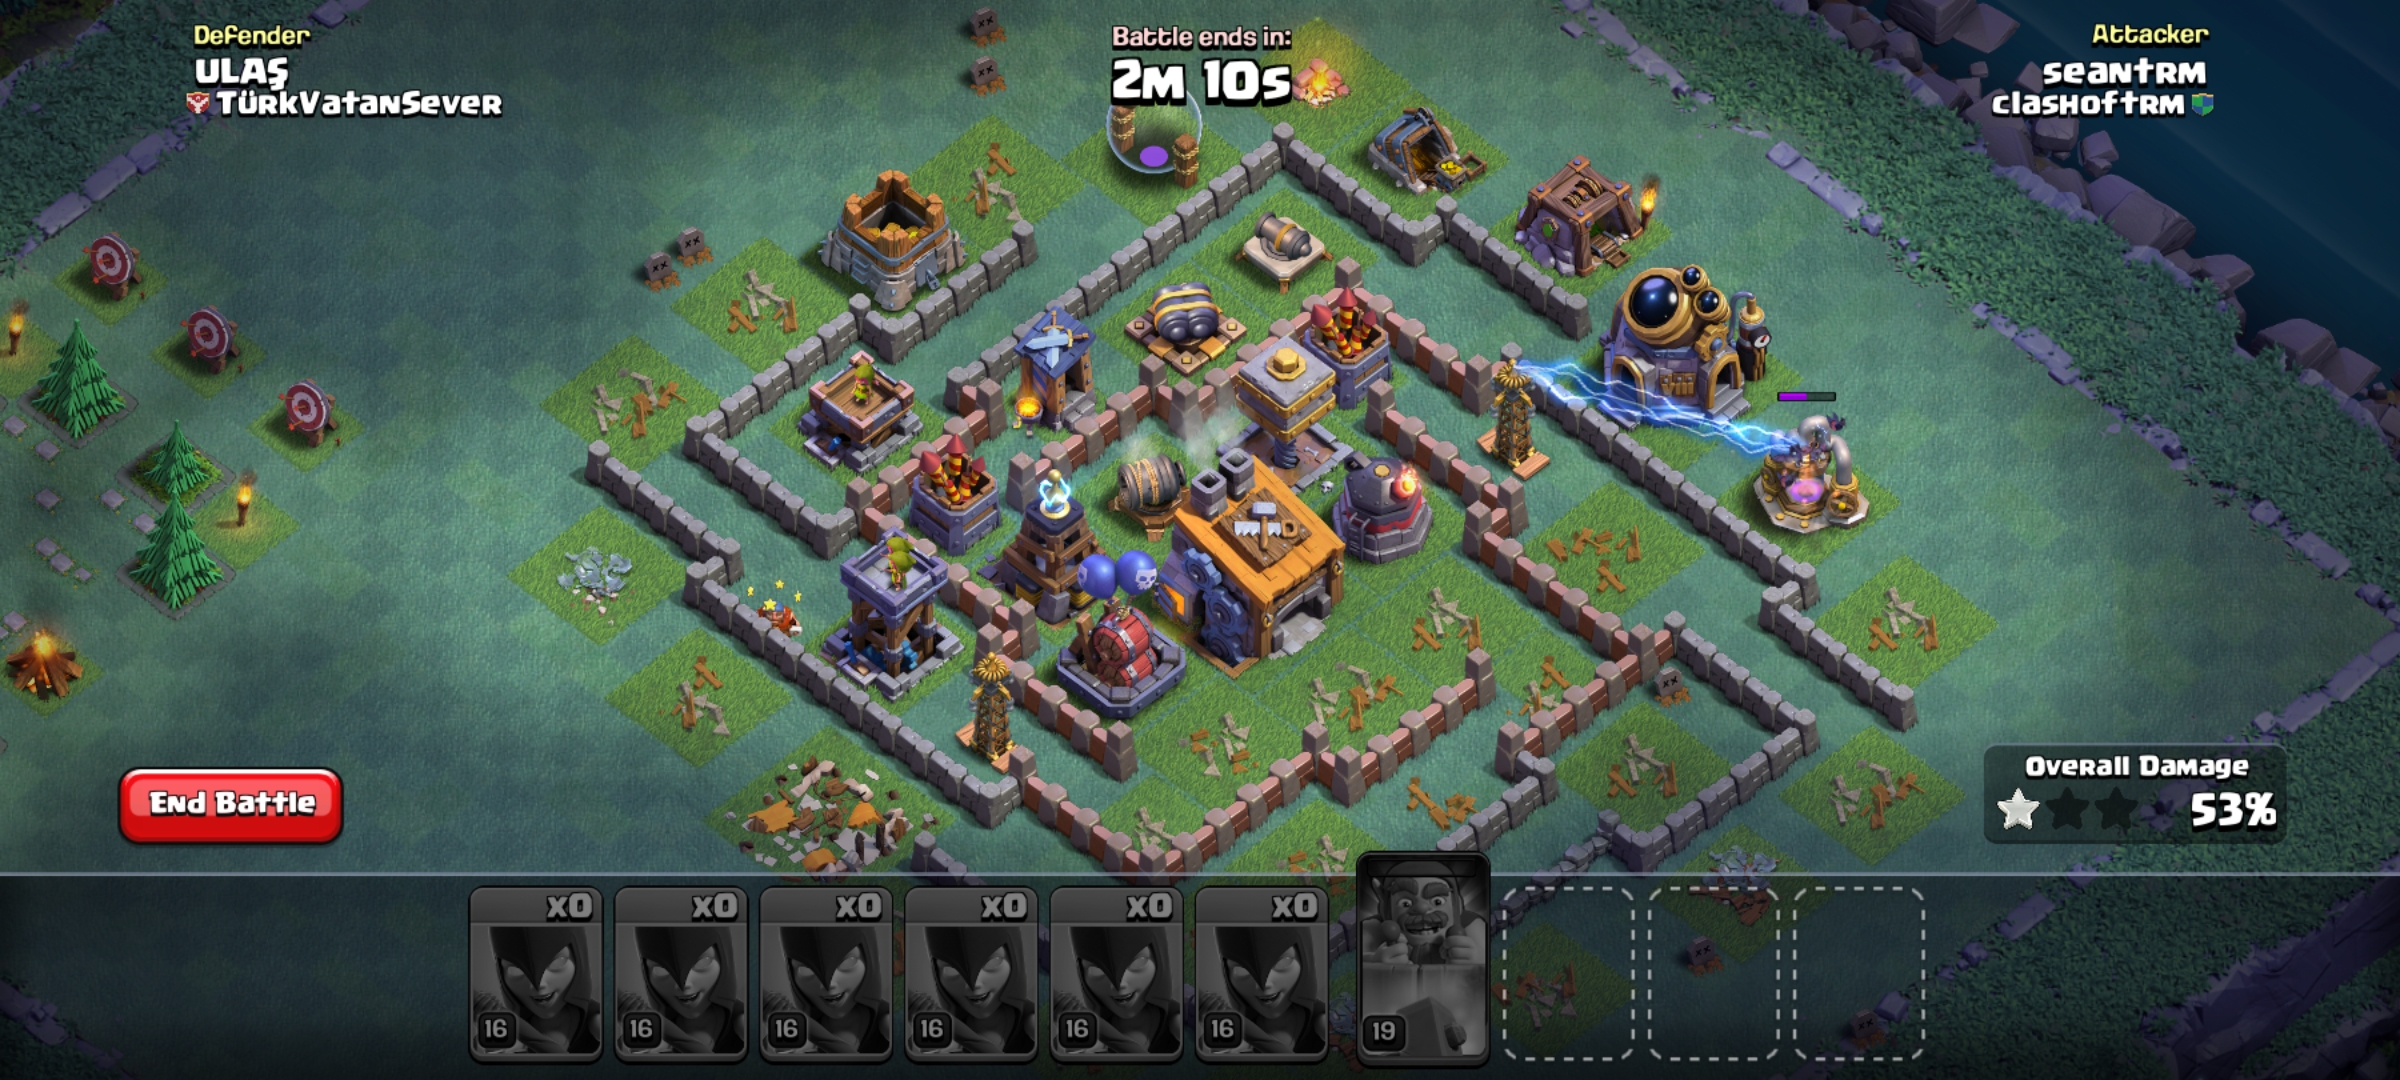 Defender
ULAŞ
TürkVatanSever
Battle ends in:
2M 10s
Attacker
seantrm
clashoftrm
End Battle
Overall Damage
53%
x0
x0
x0
x0
x0
x0
16
16
16
16
16
16
19